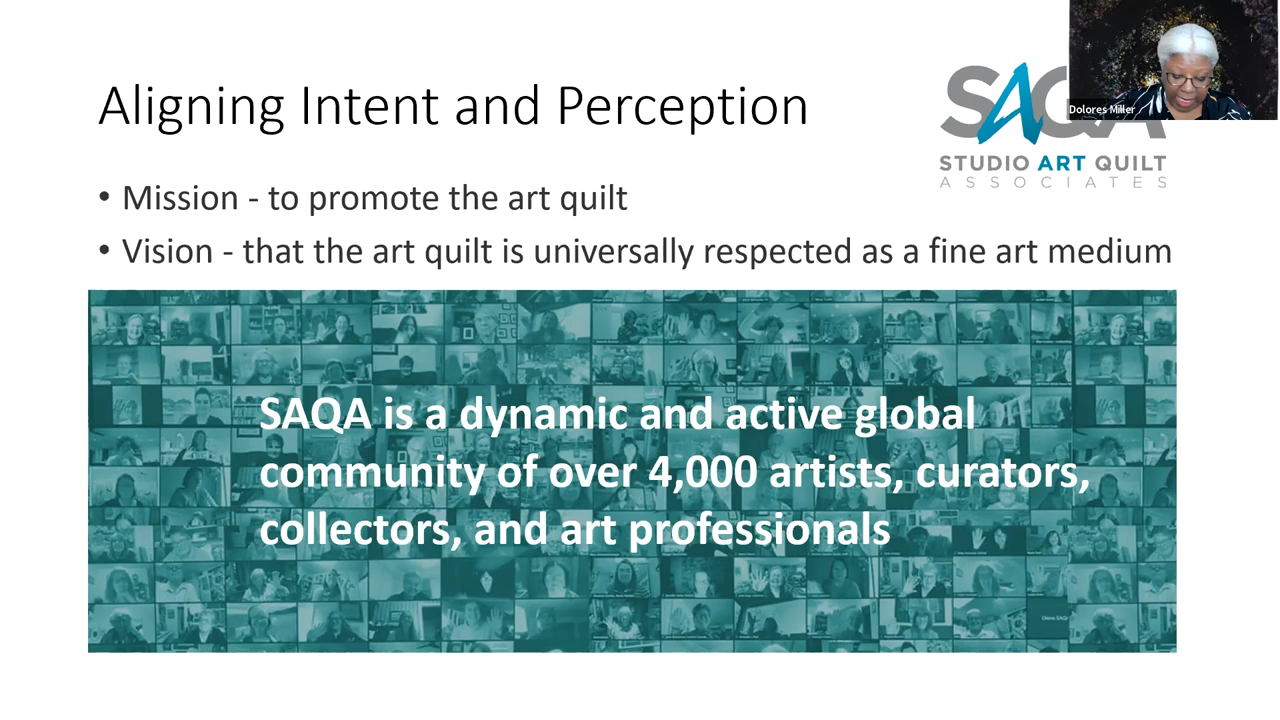 Aligning Intent and Perception
SAQA
Dolores Miller
STUDIO ART QUILT
ASSOCIATES
• Mission - to promote the art quilt
• Vision - that the art quilt is universally respected as a fine art medium
SAQA is a dynamic and active global
community of over 4,000 artists, curators,
collectors, and art professionals